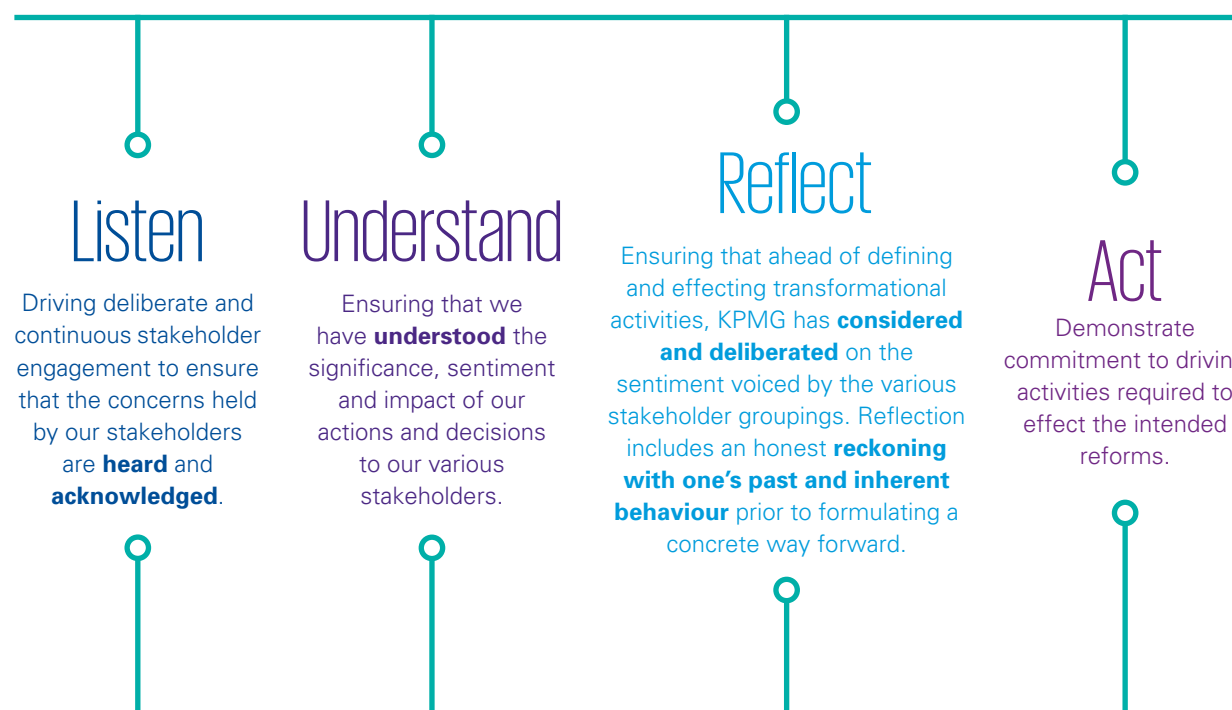 Listen
Driving deliberate and
continuous stakeholder
engagement to ensure
that the concerns held
by our stakeholders
are heard and
acknowledged.
Understand
Ensuring that we
have understood the
significance, sentiment
and impact of our
actions and decisions
to our various
stakeholders.
Reflect
Ensuring that ahead of defining
and effecting transformational
activities, KPMG has considered
and deliberated on the
sentiment voiced by the various
stakeholder groupings. Reflection
includes an honest reckoning
with one's past and inherent
behaviour prior to formulating a
concrete way forward.
Act
Demonstrate
commitment to drivin
activities required to
effect the intended
reforms.